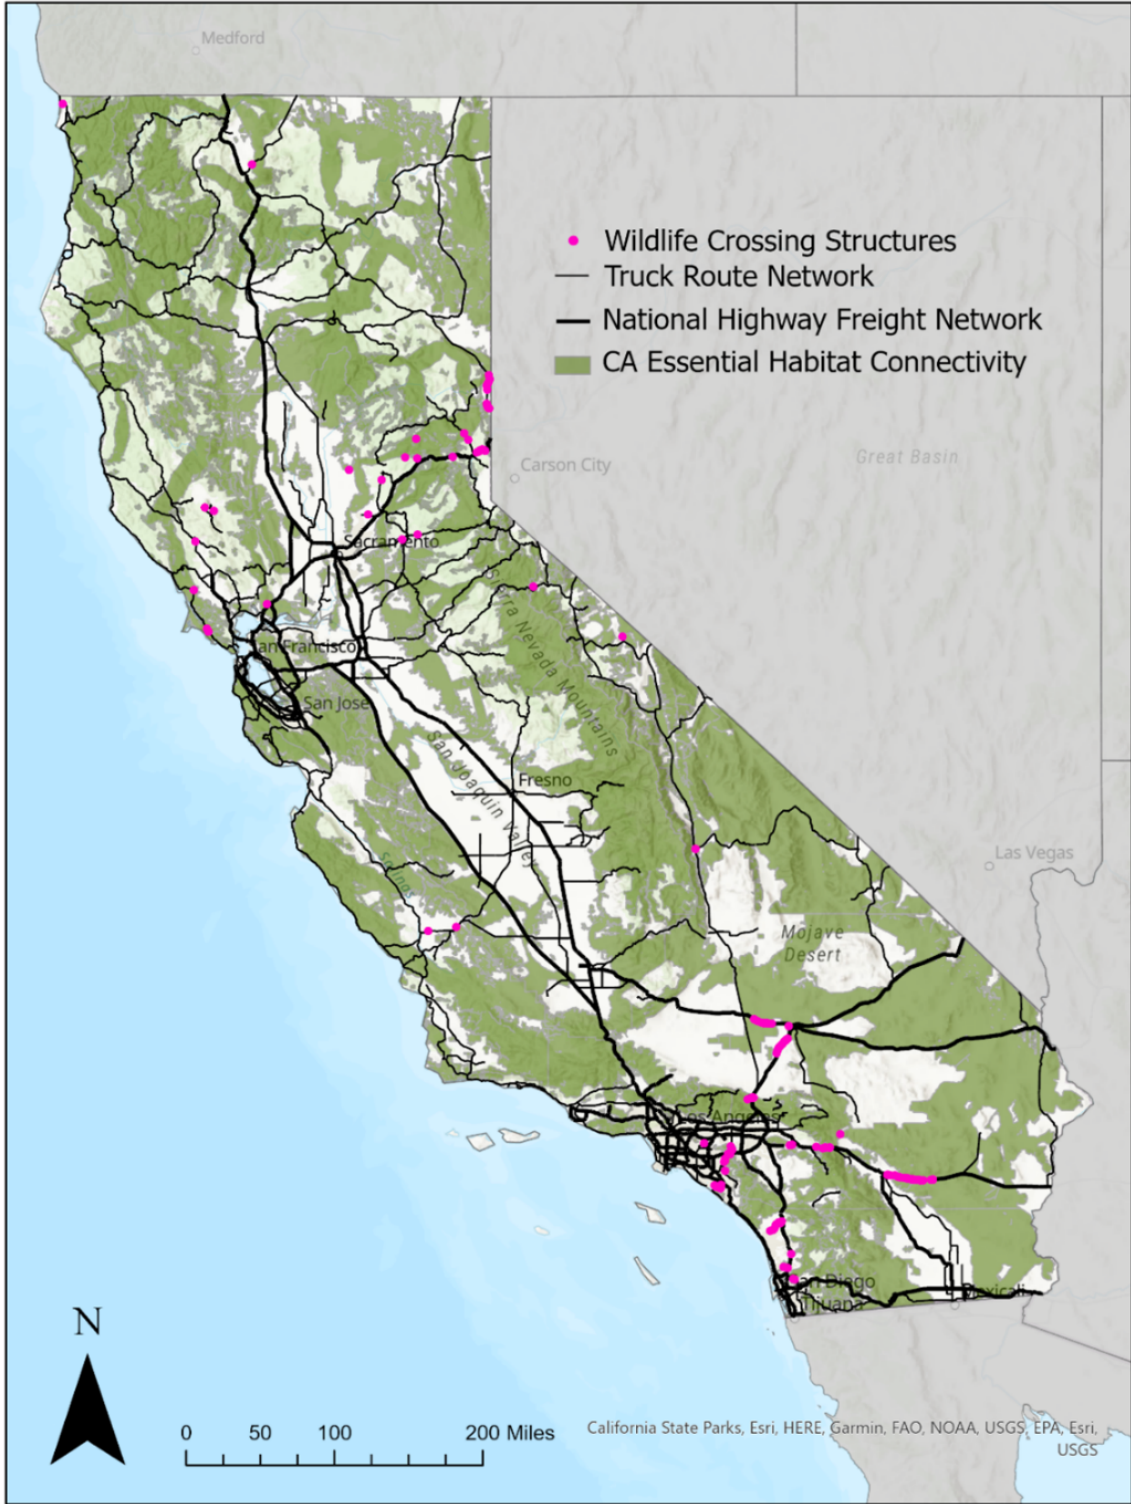 Medford
Wildlife Crossing Structures
Truck Route Network
National Highway Freight Network
CA Essential Habitat Connectivity
Great Basin
Carson City
Sacramento
Sierra Nevada Mountains
San Francisco
San Jose
San Joaquin Valley
Fresno
Salinas
Las Vegas
Mojave
Desert
Los Angeles
San Diego
Tijuana
Mexicali
N
0 50 100 200 Miles
California State Parks, Esri, HERE, Garmin, FAO, NOAA, USGS, EPA, Esri,
USGS